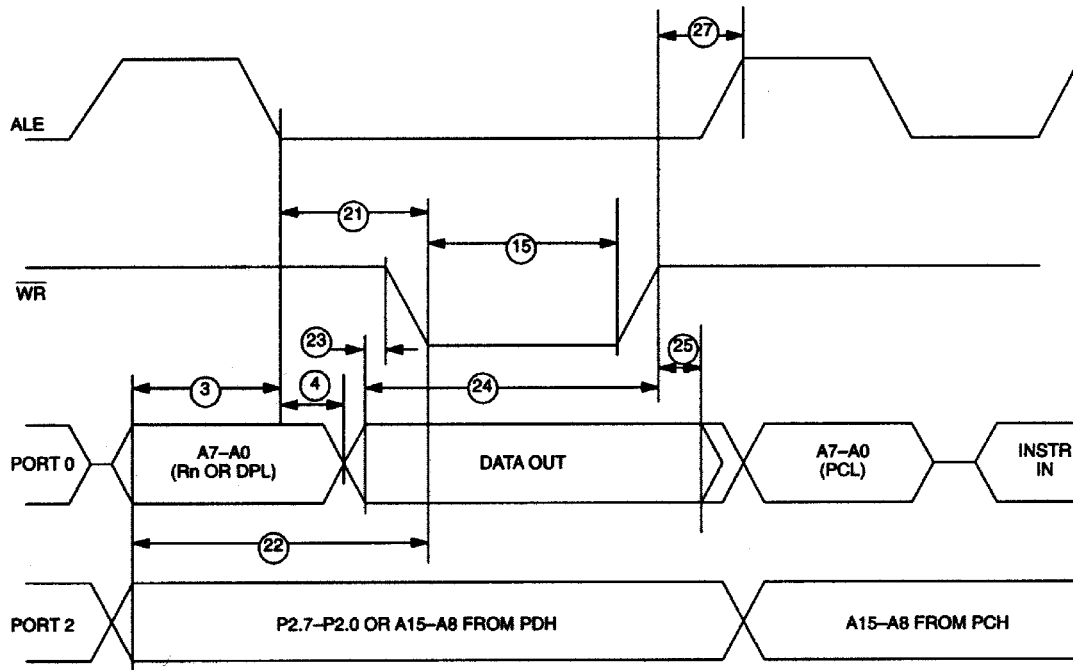 27
ALE
21
15
WR
23
25
3
4
24
PORT 0
A7–A0
(Rn OR DPL)
DATA OUT
A7–A0
(PCL)
INSTR
IN
22
PORT 2
P2.7–P2.0 OR A15–A8 FROM PDH
A15–A8 FROM PCH